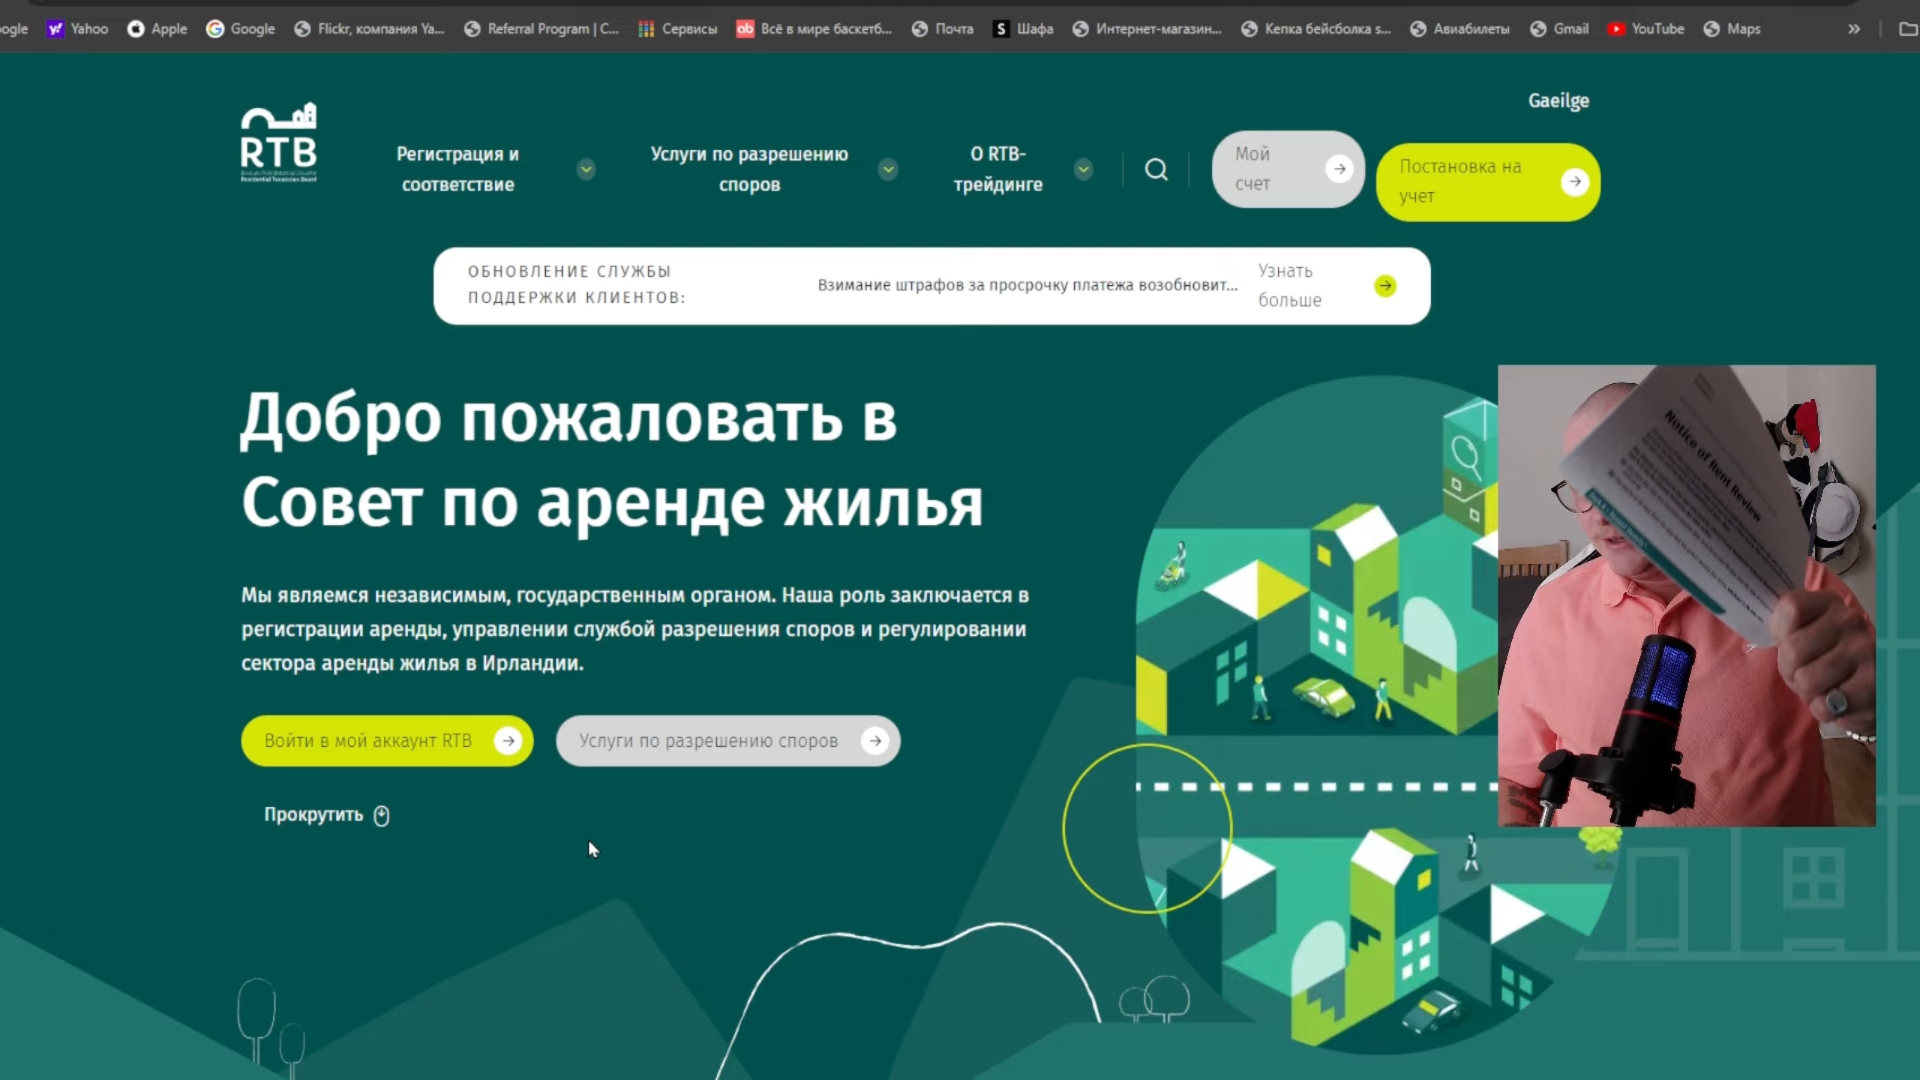 ogle
Yahoo
Apple
Google
Flickr, компания Ya...
Referral Program | C...
Сервисы
Всё в мире баскетб...
Почта
Шафа
Интернет-магазин...
Кепка бейсболка s...
Авиабилеты
Gmail
YouTube
Maps
Gaeilge
RTB
Residential Tenancies Board
Регистрация и
соответствие
Услуги по разрешению
споров
О RTB-
трейдинге
Мой
счет
Постановка на
учет
ОБНОВЛЕНИЕ СЛУЖБЫ
ПОДДЕРЖКИ КЛИЕНТОВ:
Взимание штрафов за просрочку платежа возобновит...
Узнать
больше
Добро пожаловать в
Совет по аренде жилья
Мы являемся независимым, государственным органом. Наша роль заключается в
регистрации аренды, управлении службой разрешения споров и регулировании
сектора аренды жилья в Ирландии.
Войти в мой аккаунт RTB
Услуги по разрешению споров
Прокрутить
Notice of Rent Review